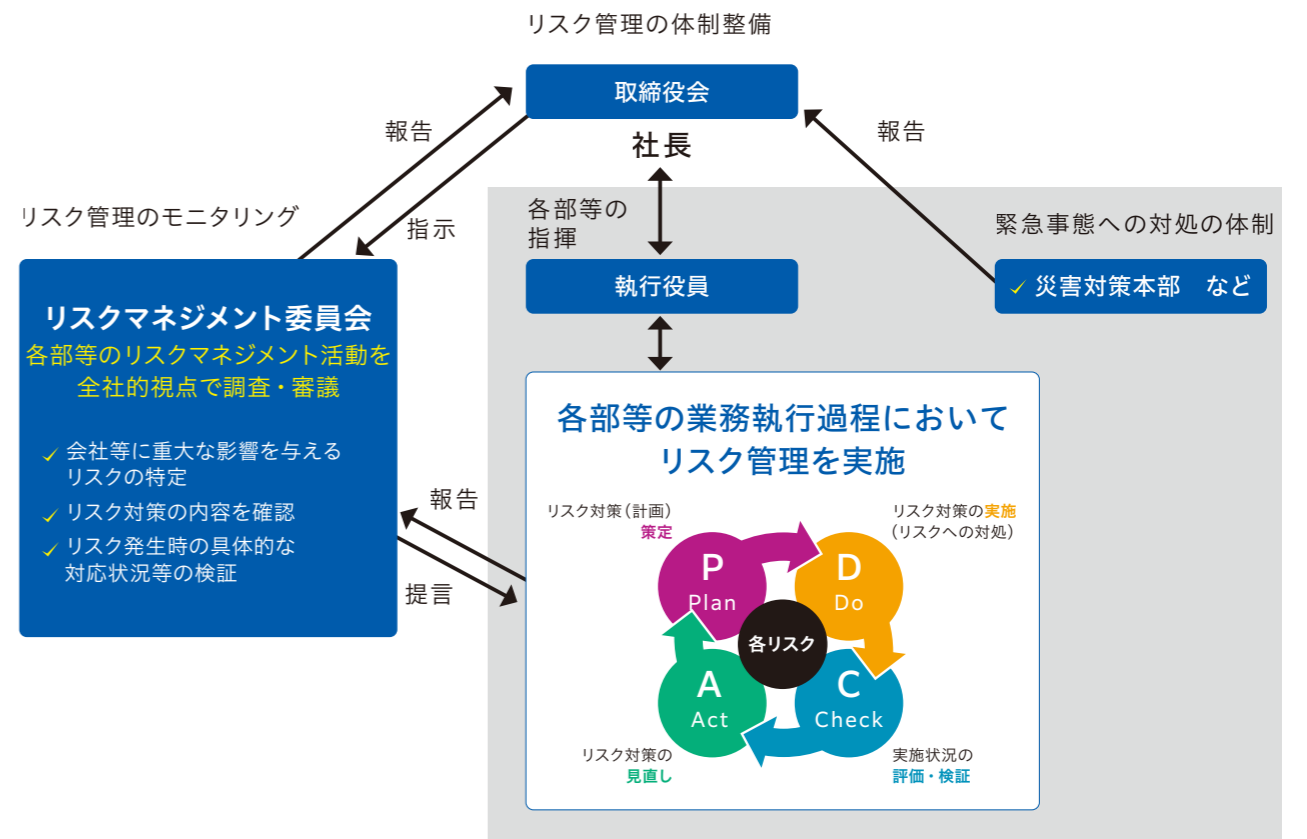 リスク管理の体制整備
取締役会
社長
報告
指示
報告
リスク管理のモニタリング
各部等の
指揮
執行役員
緊急事態への対処の体制
✓ 災害対策本部　など
リスクマネジメント委員会
各部等のリスクマネジメント活動を
全社的視点で調査・審議
✓ 会社等に重大な影響を与える
リスクの特定
✓ リスク対策の内容を確認
✓ リスク発生時の具体的な
対応状況等の検証
報告
提言
各部等の業務執行過程において
リスク管理を実施
リスク対策（計画）
策定
リスク対策の実施
（リスクへの対処）
P
Plan
D
Do
各リスク
A
Act
C
Check
リスク対策の
見直し
実施状況の
評価・検証